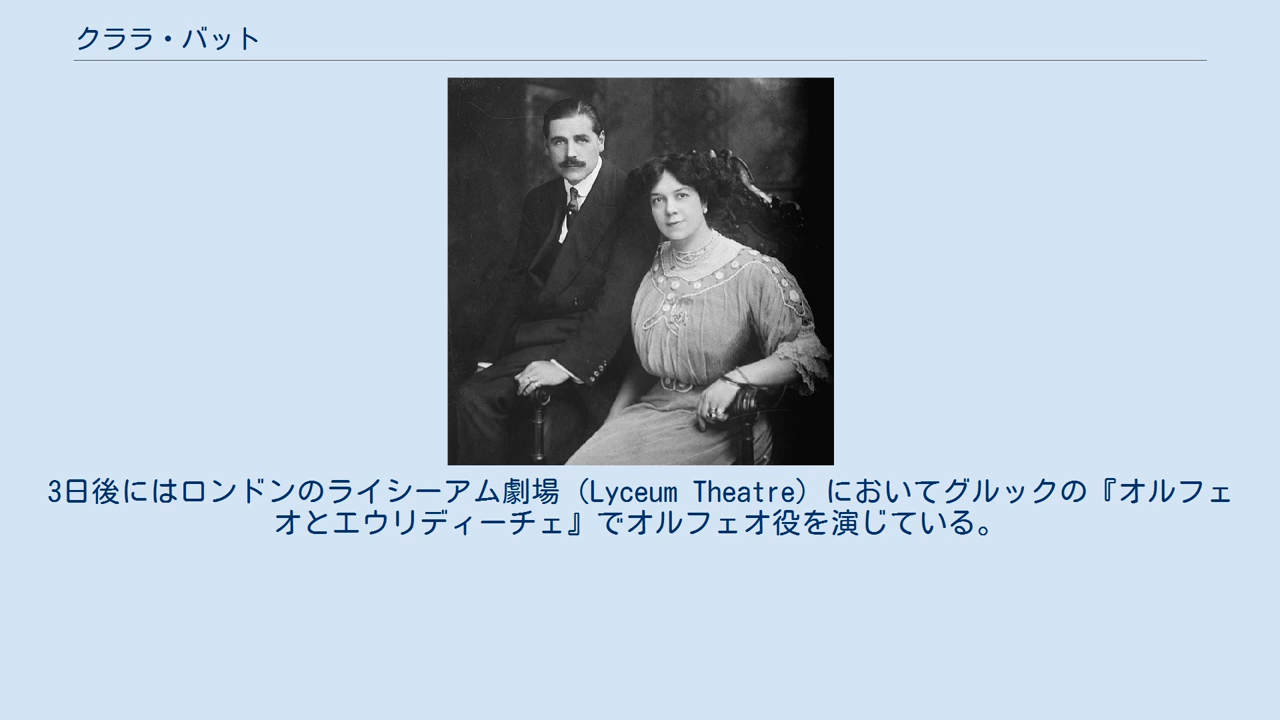 クララ・バット
3日後にはロンドンのライシーアム劇場（Lyceum Theatre）においてグルックの『オルフェ
オとエウリディーチェ』でオルフェオ役を演じている。